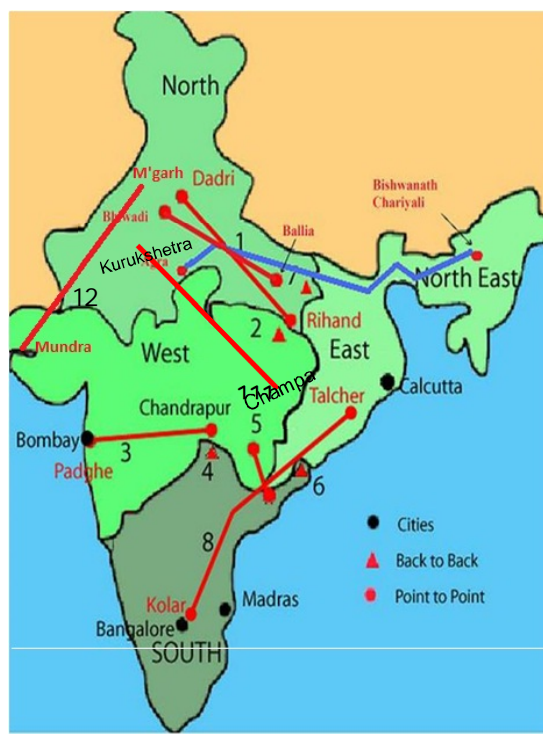 North
M'garh
Dadri
Bhiwadi
Bishwanath
Chariyali
Ballia
Kurukshetra
Agra
1
7
North East
12
2
Rihand
Mundra
West
East
Champa
Calcutta
Talcher
Chandrapur
5
Bombay
3
Padghe
4
6
Cities
8
Back to Back
Point to Point
Kolar
Madras
Bangalore
SOUTH